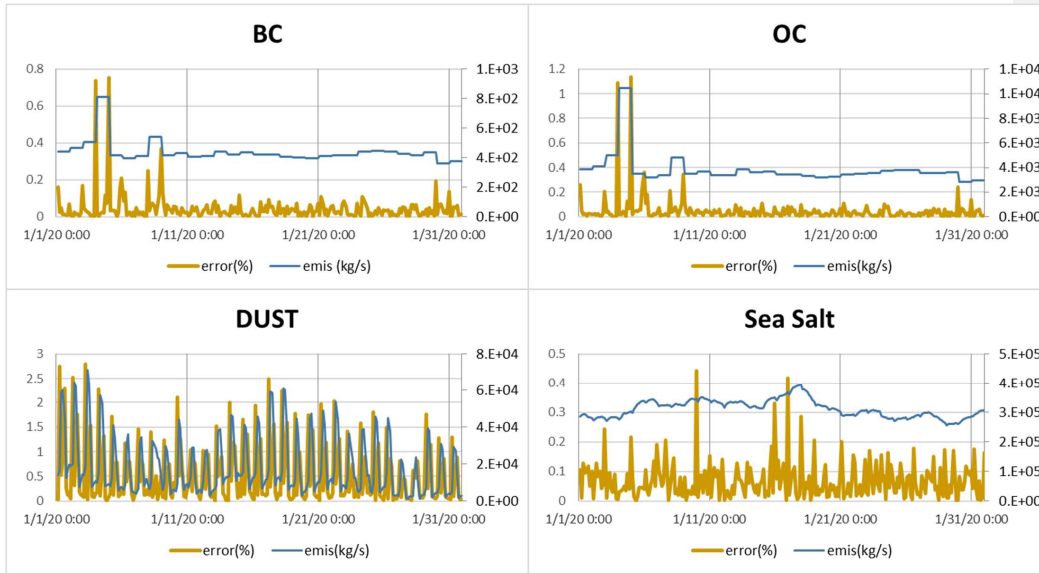 BC
0.8
0.6
0.4
0.2
0
1.E+03
8.E+02
6.E+02
4.E+02
2.E+02
0.E+00
1/1/20 0:00 1/11/20 0:00 1/21/20 0:00 1/31/20 0:00
error(%) emis (kg/s)
OC
1.2
1
0.8
0.6
0.4
0.2
0
1.E+04
1.E+04
8.E+03
6.E+03
4.E+03
2.E+03
0.E+00
1/1/20 0:00 1/11/20 0:00 1/21/20 0:00 1/31/20 0:00
error(%) emis(kg/s)
DUST
3
2.5
2
1.5
1
0.5
0
8.E+04
6.E+04
4.E+04
2.E+04
0.E+00
1/1/20 0:00 1/11/20 0:00 1/21/20 0:00 1/31/20 0:00
error(%) emis(kg/s)
Sea Salt
0.5
0.4
0.3
0.2
0.1
0
5.E+05
4.E+05
3.E+05
2.E+05
1.E+05
0.E+00
1/1/20 0:00 1/11/20 0:00 1/21/20 0:00 1/31/20 0:00
error(%) emis(kg/s)